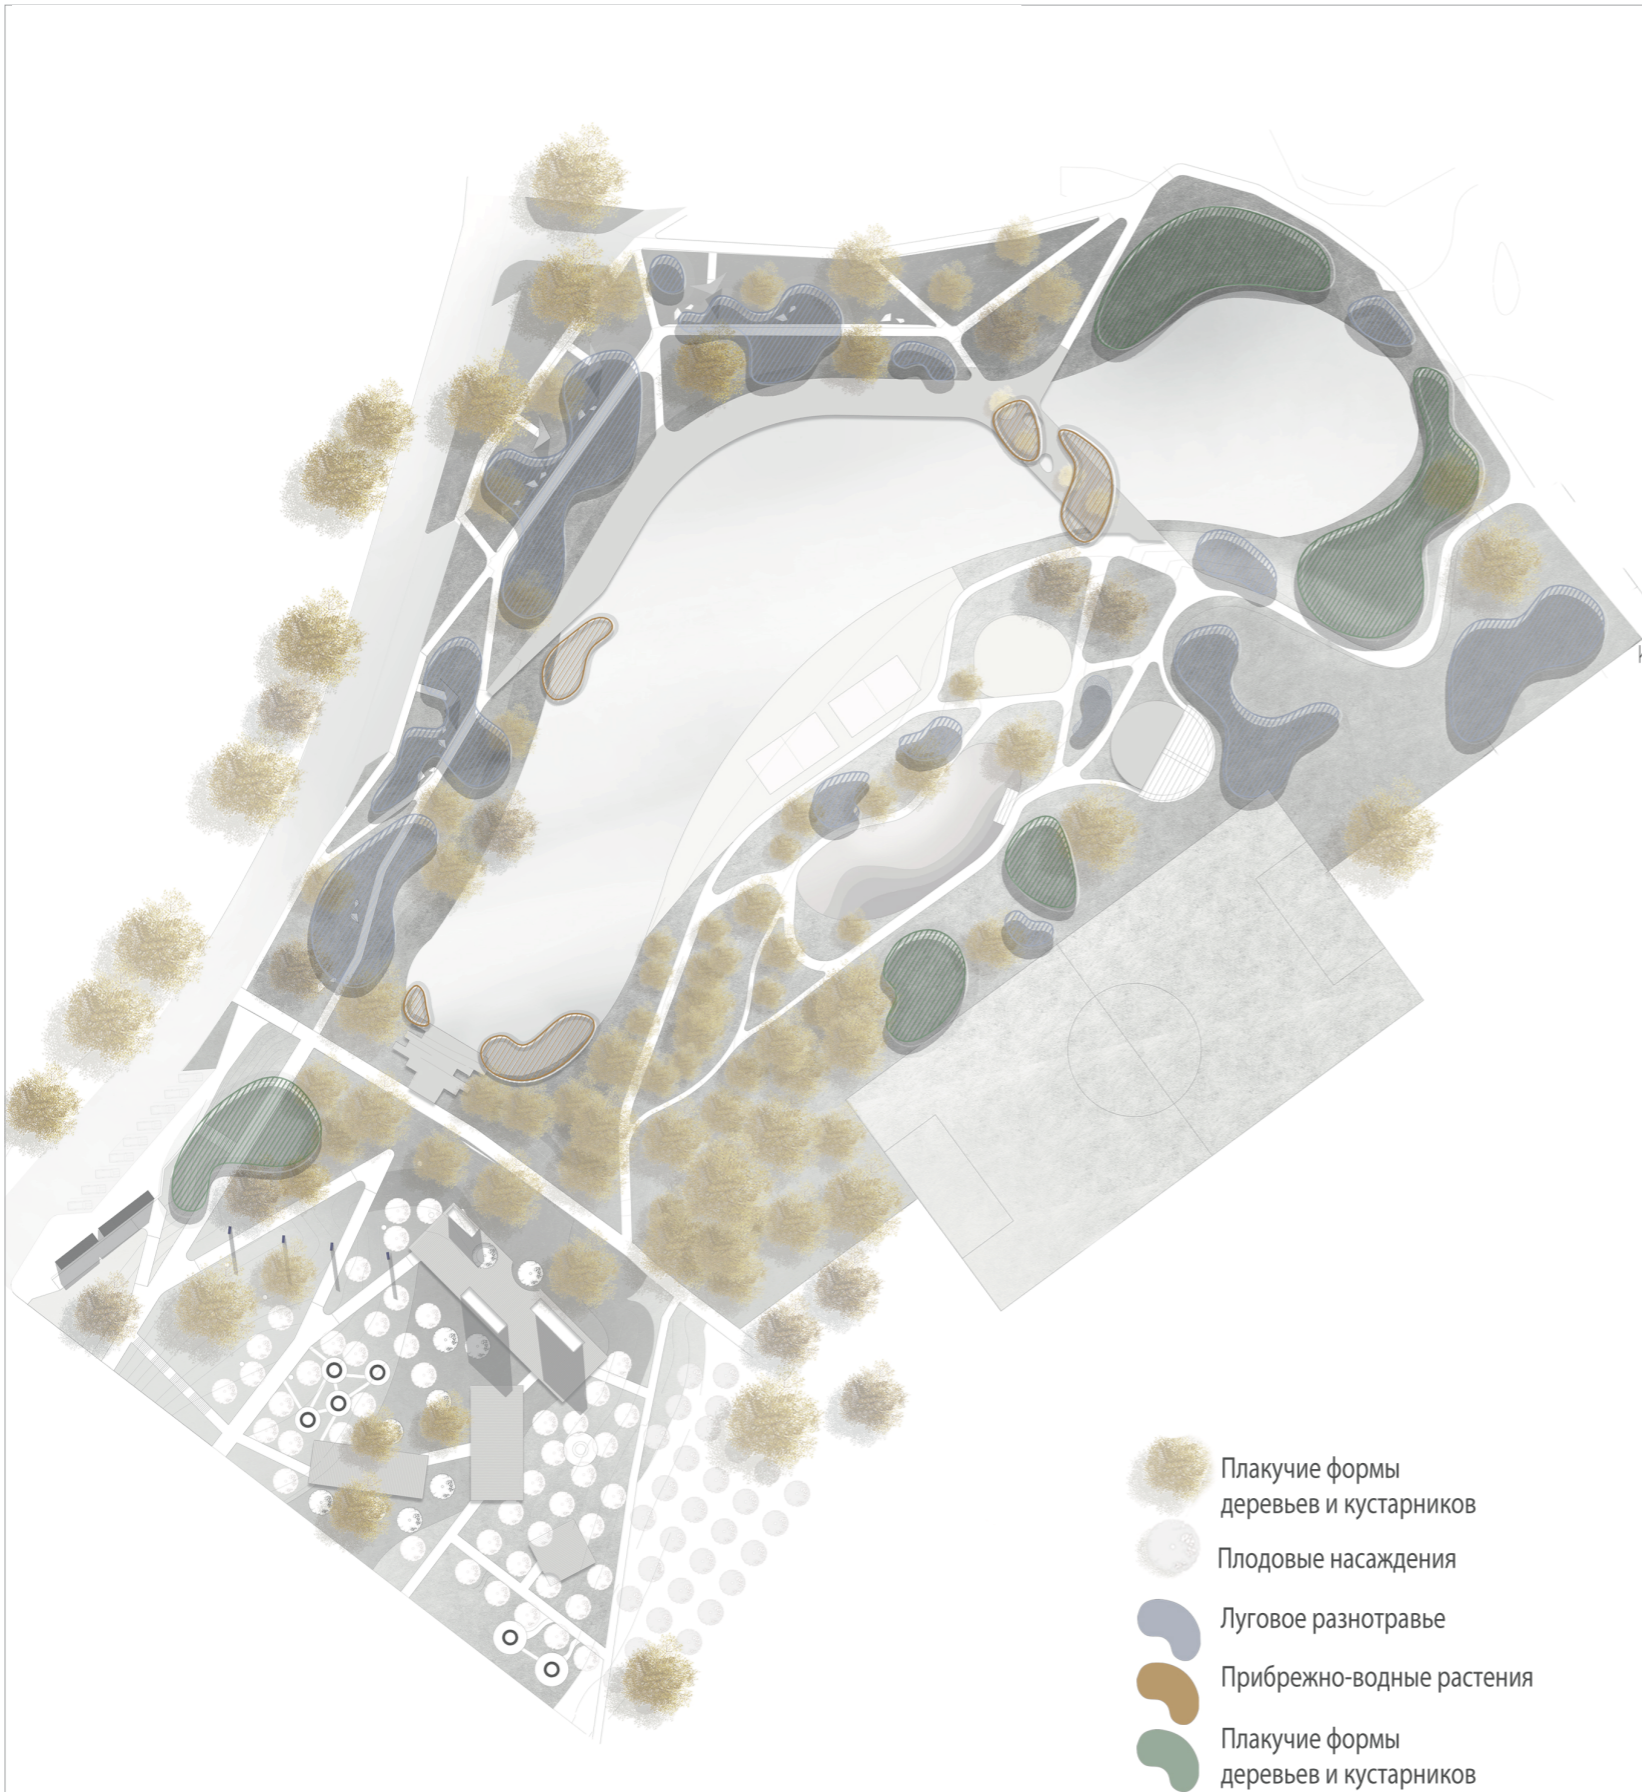 Плакучие формы
деревьев и кустарников
Плодовые насаждения
Луговое разнотравье
Прибрежно-водные растения
Плакучие формы
деревьев и кустарников